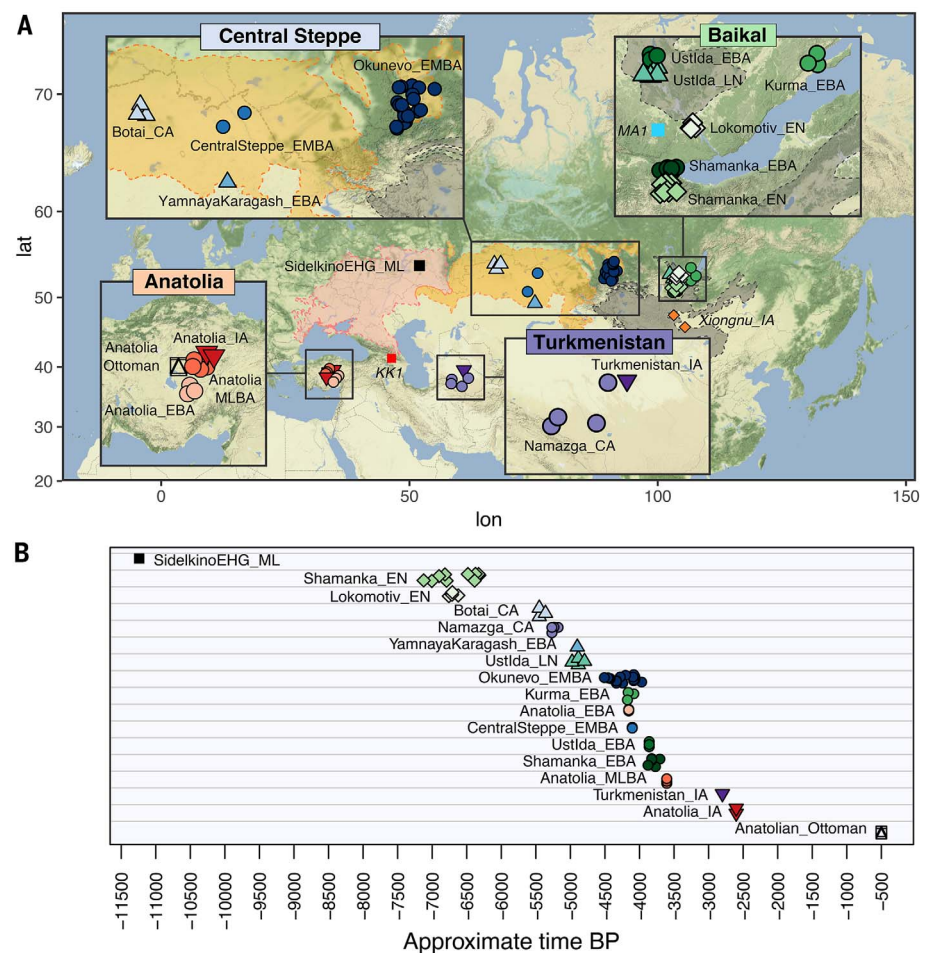 A
Central Steppe
Okunevo_EMBA
Botai_CA
CentralSteppe_EMBA
YamnayaKaragash_EBA
Baikal
UstIda_EBA
UstIda_LN
Kurma_EBA
MA1
Lokomotiv_EN
Shamanka_EBA
Shamanka_EN
SidelkinoEHG_ML
Anatolia
Anatolia_IA
Anatolia
Ottoman
Anatolia
MLBA
Anatolia_EBA
KK1
Xiongnu_IA
Turkmenistan
Turkmenistan_IA
Namazga_CA
lat
70
60
50
40
30
20
0
50
100
150
lon
B
SidelkinoEHG_ML
Shamanka_EN
Lokomotiv_EN
Botai_CA
Namazga_CA
YamnayaKaragash_EBA
UstIda_LN
Okunevo_EMBA
Kurma_EBA
Anatolia_EBA
CentralSteppe_EMBA
UstIda_EBA
Shamanka_EBA
Anatolia_MLBA
Turkmenistan_IA
Anatolia_IA
Anatolian_Ottoman
−11500
−11000
−10500
−10000
−9500
−9000
−8500
−8000
−7500
−7000
−6500
−6000
−5500
−5000
−4500
−4000
−3500
−3000
−2500
−2000
−1500
−1000
−500
Approximate time BP